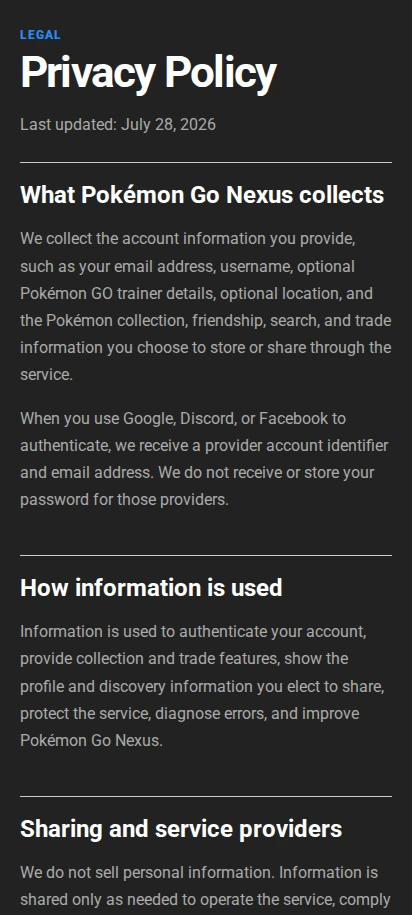 LEGAL
Privacy Policy
Last updated: July 28, 2026
What Pokémon Go Nexus collects
We collect the account information you provide,
such as your email address, username, optional
Pokémon GO trainer details, optional location, and
the Pokémon collection, friendship, search, and trade
information you choose to store or share through the
service.
When you use Google, Discord, or Facebook to
authenticate, we receive a provider account identifier
and email address. We do not receive or store your
password for those providers.
How information is used
Information is used to authenticate your account,
provide collection and trade features, show the
profile and discovery information you elect to share,
protect the service, diagnose errors, and improve
Pokémon Go Nexus.
Sharing and service providers
We do not sell personal information. Information is
shared only as needed to operate the service, comply